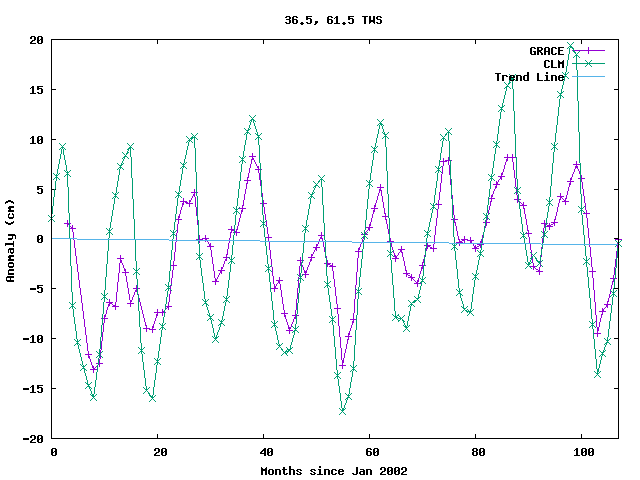 36.5, 61.5 TWS
20
15
10
5
0
-5
-10
-15
-20
Anomaly (cm)
GRACE
CLM
Trend Line
0 20 40 60 80 100
Months since Jan 2002